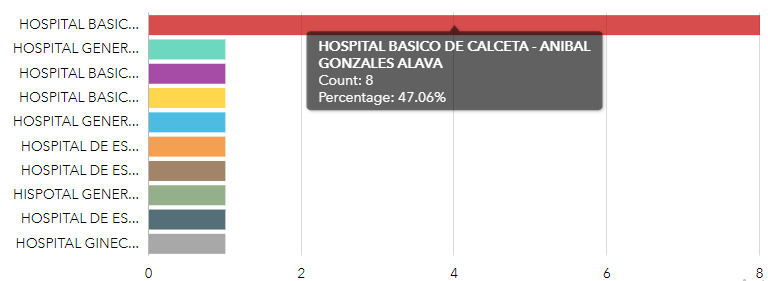 HOSPITAL BASIC...
HOSPITAL GENER...
HOSPITAL BASIC...
HOSPITAL BASIC...
HOSPITAL GENER...
HOSPITAL DE ES...
HOSPITAL DE ES...
HISPOTAL GENER...
HOSPITAL DE ES...
HOSPITAL GINEC...
HOSPITAL BASICO DE CALCETA - ANIBAL
GONZALES ALAVA
Count: 8
Percentage: 47.06%
0 2 4 6 8